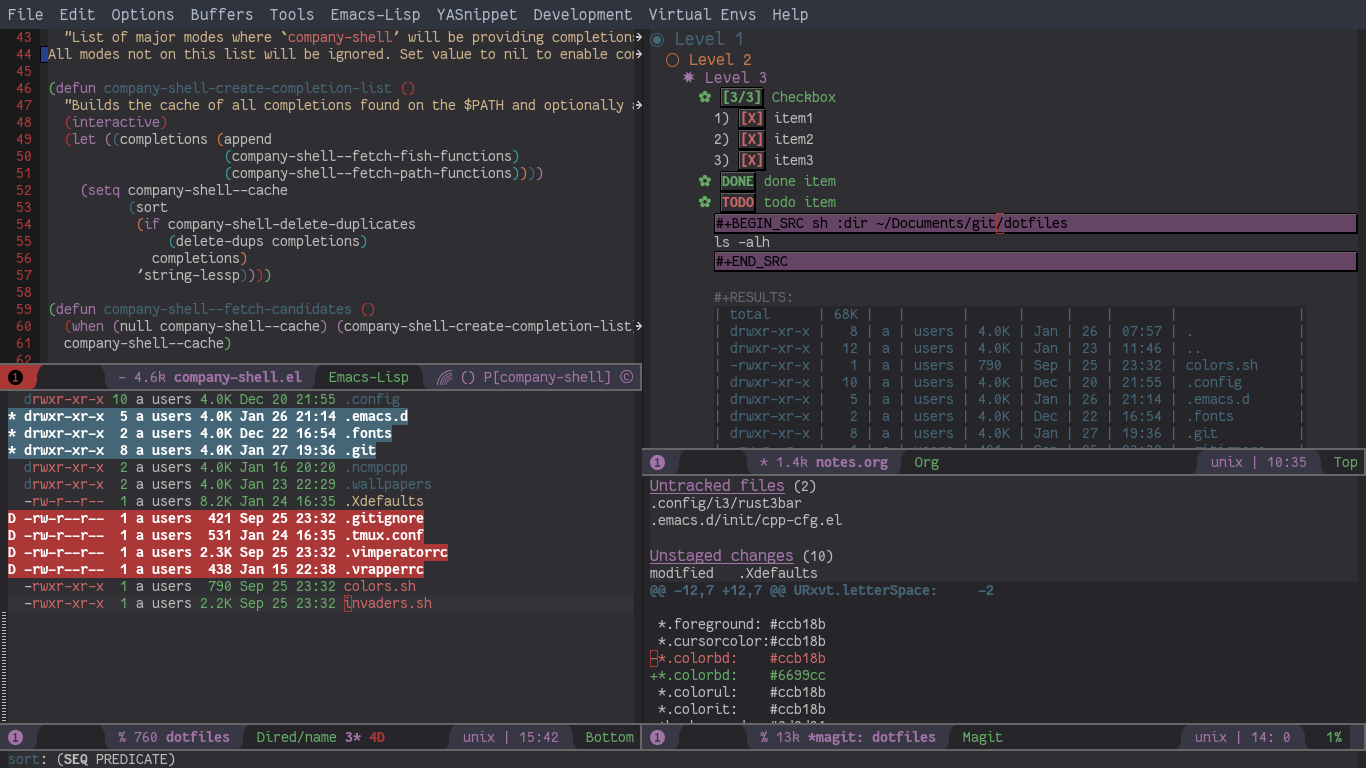 File Edit Options Buffers Tools Emacs-Lisp YASnippet Development Virtual Envs Help
43 "List of major modes where `company-shell’ will be providing completion
44 All modes not on this list will be ignored. Set value to nil to enable co
45
46 (defun company-shell-create-completion-list ()
47 "Builds the cache of all completions found on the $PATH and optionally
48 (interactive)
49 (let ((completions (append
50 (company-shell--fetch-fish-functions)
51 (company-shell--fetch-path-functions))))
52 (setq company-shell--cache
53 (sort
54 (if company-shell-delete-duplicates
55 (delete-dups completions)
56 completions)
57 ’string-lessp))))
58
59 (defun company-shell--fetch-candidates ()
60 (when (null company-shell--cache) (company-shell-create-completion-list)
61 company-shell--cache)
62
1 - 4.6k company-shell.el Emacs-Lisp () P[company-shell] ©
drwxr-xr-x 10 a users 4.0K Dec 20 21:55 .config
* drwxr-xr-x 5 a users 4.0K Jan 26 21:14 .emacs.d
* drwxr-xr-x 2 a users 4.0K Dec 22 16:54 .fonts
* drwxr-xr-x 8 a users 4.0K Jan 27 19:36 .git
drwxr-xr-x 2 a users 4.0K Jan 16 20:20 .ncmpcpp
drwxr-xr-x 2 a users 4.0K Jan 23 22:29 .wallpapers
-rw-r--r-- 1 a users 8.2K Jan 24 16:35 .Xdefaults
D -rw-r--r-- 1 a users 421 Sep 25 23:32 .gitignore
D -rw-r--r-- 1 a users 531 Jan 24 16:35 .tmux.conf
D -rw-r--r-- 1 a users 2.3K Sep 25 23:32 .vimperatorrc
D -rw-r--r-- 1 a users 438 Jan 15 22:38 .vrapperrc
-rwxr-xr-x 1 a users 790 Sep 25 23:32 colors.sh
-rwxr-xr-x 1 a users 2.2K Sep 25 23:32 invaders.sh
1 % 760 dotfiles Dired/name 3* 4D unix | 15:42 Bottom
Level 1
Level 2
Level 3
[3/3] Checkbox
1) [X] item1
2) [X] item2
3) [X] item3
DONE done item
TODO todo item
#+BEGIN_SRC sh :dir ~/Documents/git/dotfiles
ls -alh
#+END_SRC
#+RESULTS:
| total | 68K | | | | | | | |
| drwxr-xr-x | 8 | a | users | 4.0K | Jan | 26 | 07:57 | . |
| drwxr-xr-x | 12 | a | users | 4.0K | Jan | 23 | 11:46 | .. |
| -rwxr-xr-x | 1 | a | users | 790 | Sep | 25 | 23:32 | colors.sh |
| drwxr-xr-x | 10 | a | users | 4.0K | Dec | 20 | 21:55 | .config |
| drwxr-xr-x | 5 | a | users | 4.0K | Jan | 26 | 21:14 | .emacs.d |
| drwxr-xr-x | 2 | a | users | 4.0K | Dec | 22 | 16:54 | .fonts |
| drwxr-xr-x | 8 | a | users | 4.0K | Jan | 27 | 19:36 | .git |
1 * 1.4k notes.org Org unix | 10:35 Top
Untracked files (2)
.config/i3/rust3bar
.emacs.d/init/cpp-cfg.el
Unstaged changes (10)
modified .Xdefaults
@@ -12,7 +12,7 @@ URxvt.letterSpace: -2
*.foreground: #ccb18b
*.cursorcolor:#ccb18b
-*.colorbd: #ccb18b
+*.colorbd: #6699cc
*.colorul: #ccb18b
*.colorit: #ccb18b
1 % 13k *magit: dotfiles Magit unix | 14: 0 1%
sort: (SEQ PREDICATE)